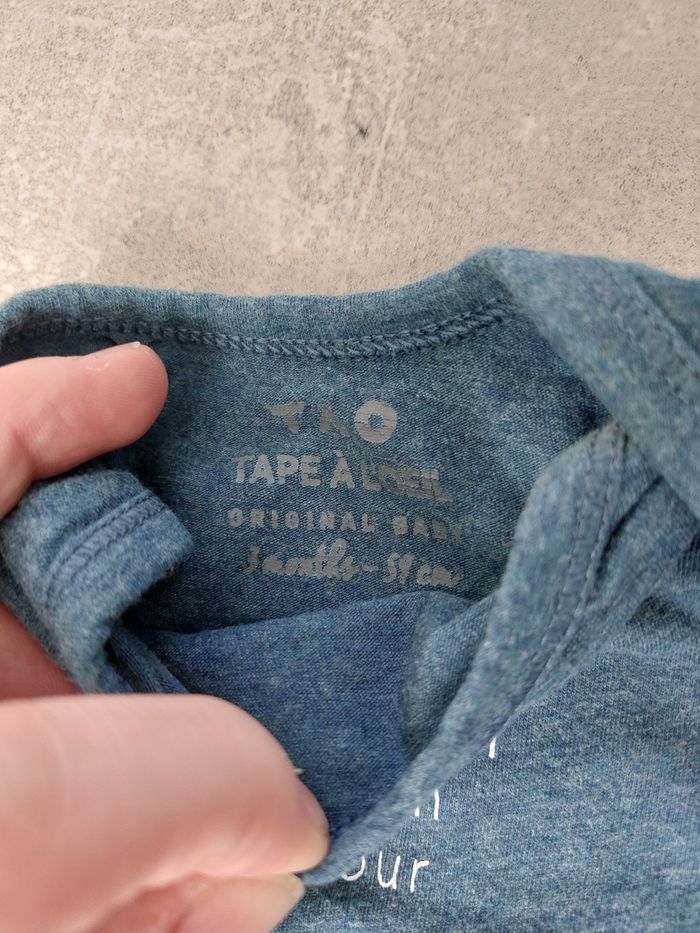 TAO
TAPE À L'OEIL
ORIGINAL BABY
3 months - 59 cm